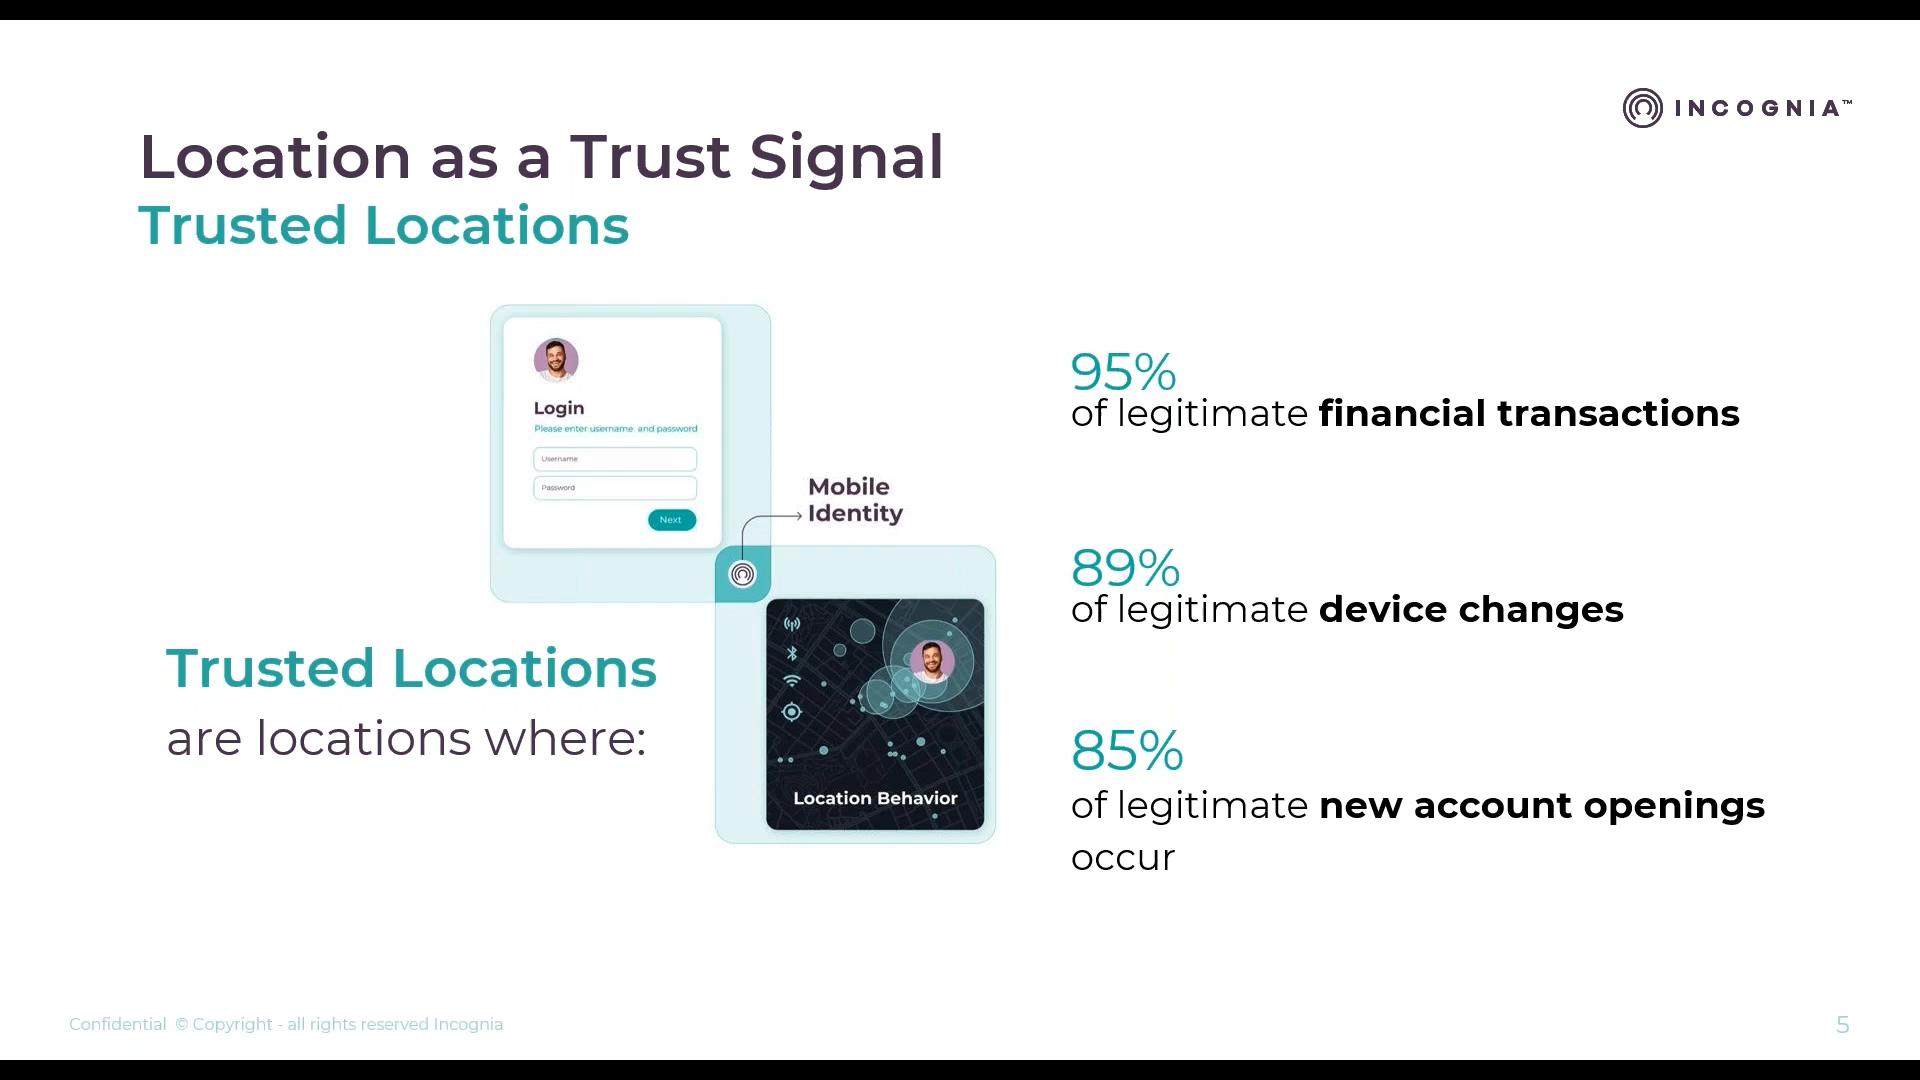 INCOGNIA™
Location as a Trust Signal
Trusted Locations
Login
Please enter username and password
Username
Password
Next
Mobile
Identity
Location Behavior
Trusted Locations
are locations where:
95%
of legitimate financial transactions
89%
of legitimate device changes
85%
of legitimate new account openings
occur
Confidential © Copyright - all rights reserved Incognia
5